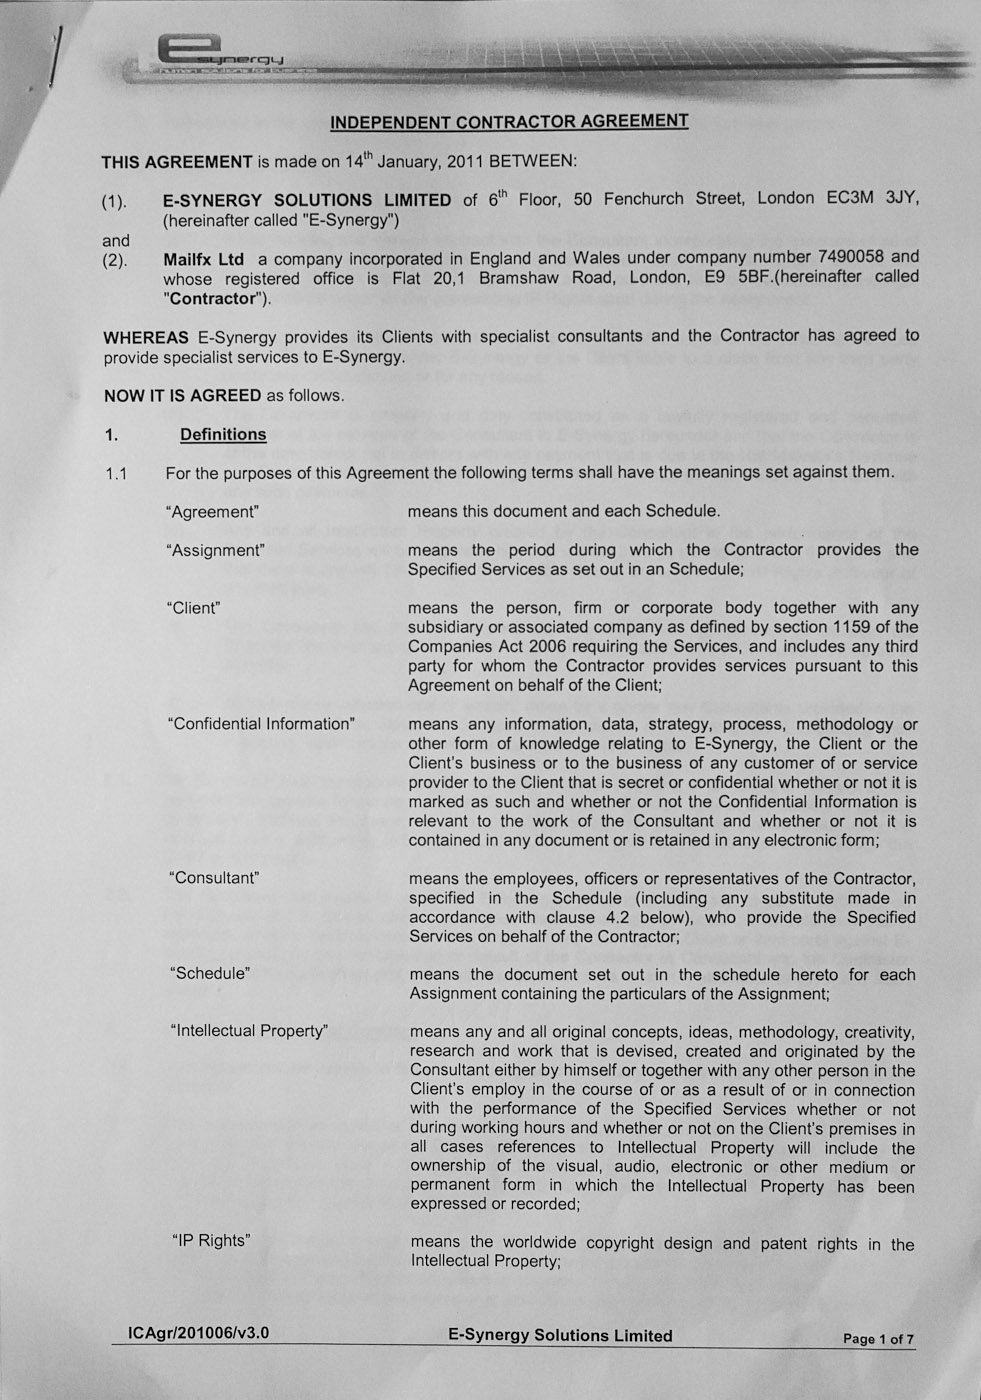 e
synergy
human solutions for business
INDEPENDENT CONTRACTOR AGREEMENT
THIS AGREEMENT is made on 14th January, 2011 BETWEEN:
(1). E-SYNERGY SOLUTIONS LIMITED of 6th Floor, 50 Fenchurch Street, London EC3M 3JY,
(hereinafter called "E-Synergy")
and
(2). Mailfx Ltd a company incorporated in England and Wales under company number 7490058 and
whose registered office is Flat 20,1 Bramshaw Road, London, E9 5BF.(hereinafter called
"Contractor").
WHEREAS E-Synergy provides its Clients with specialist consultants and the Contractor has agreed to
provide specialist services to E-Synergy.
NOW IT IS AGREED as follows.
1. Definitions
1.1 For the purposes of this Agreement the following terms shall have the meanings set against them.
“Agreement” means this document and each Schedule.
“Assignment” means the period during which the Contractor provides the
Specified Services as set out in an Schedule;
“Client” means the person, firm or corporate body together with any
subsidiary or associated company as defined by section 1159 of the
Companies Act 2006 requiring the Services, and includes any third
party for whom the Contractor provides services pursuant to this
Agreement on behalf of the Client;
“Confidential Information” means any information, data, strategy, process, methodology or
other form of knowledge relating to E-Synergy, the Client or the
Client's business or to the business of any customer of or service
provider to the Client that is secret or confidential whether or not it is
marked as such and whether or not the Confidential Information is
relevant to the work of the Consultant and whether or not it is
contained in any document or is retained in any electronic form;
“Consultant” means the employees, officers or representatives of the Contractor,
specified in the Schedule (including any substitute made in
accordance with clause 4.2 below), who provide the Specified
Services on behalf of the Contractor;
“Schedule” means the document set out in the schedule hereto for each
Assignment containing the particulars of the Assignment;
“Intellectual Property” means any and all original concepts, ideas, methodology, creativity,
research and work that is devised, created and originated by the
Consultant either by himself or together with any other person in the
Client's employ in the course of or as a result of or in connection
with the performance of the Specified Services whether or not
during working hours and whether or not on the Client's premises in
all cases references to Intellectual Property will include the
ownership of the visual, audio, electronic or other medium or
permanent form in which the Intellectual Property has been
expressed or recorded;
“IP Rights” means the worldwide copyright design and patent rights in the
Intellectual Property;
ICAgr/201006/v3.0 E-Synergy Solutions Limited Page 1 of 7